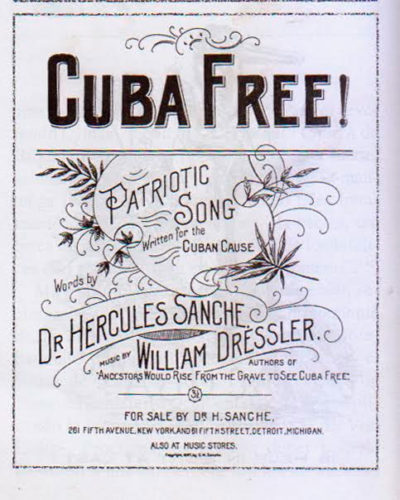 CUBA FREE!
PATRIOTIC
SONG
Written for the
CUBAN CAUSE
Words by
DR HERCULES SANCHE,
MUSIC BY
WILLIAM DRESSLER.
AUTHORS OF
"ANCESTORS WOULD RISE FROM THE GRAVE TO SEE CUBA FREE."
FOR SALE BY DR. H. SANCHE,
261 FIFTH AVENUE, NEW YORK, AND 61 FIFTH STREET, DETROIT, MICHIGAN.
ALSO AT MUSIC STORES.